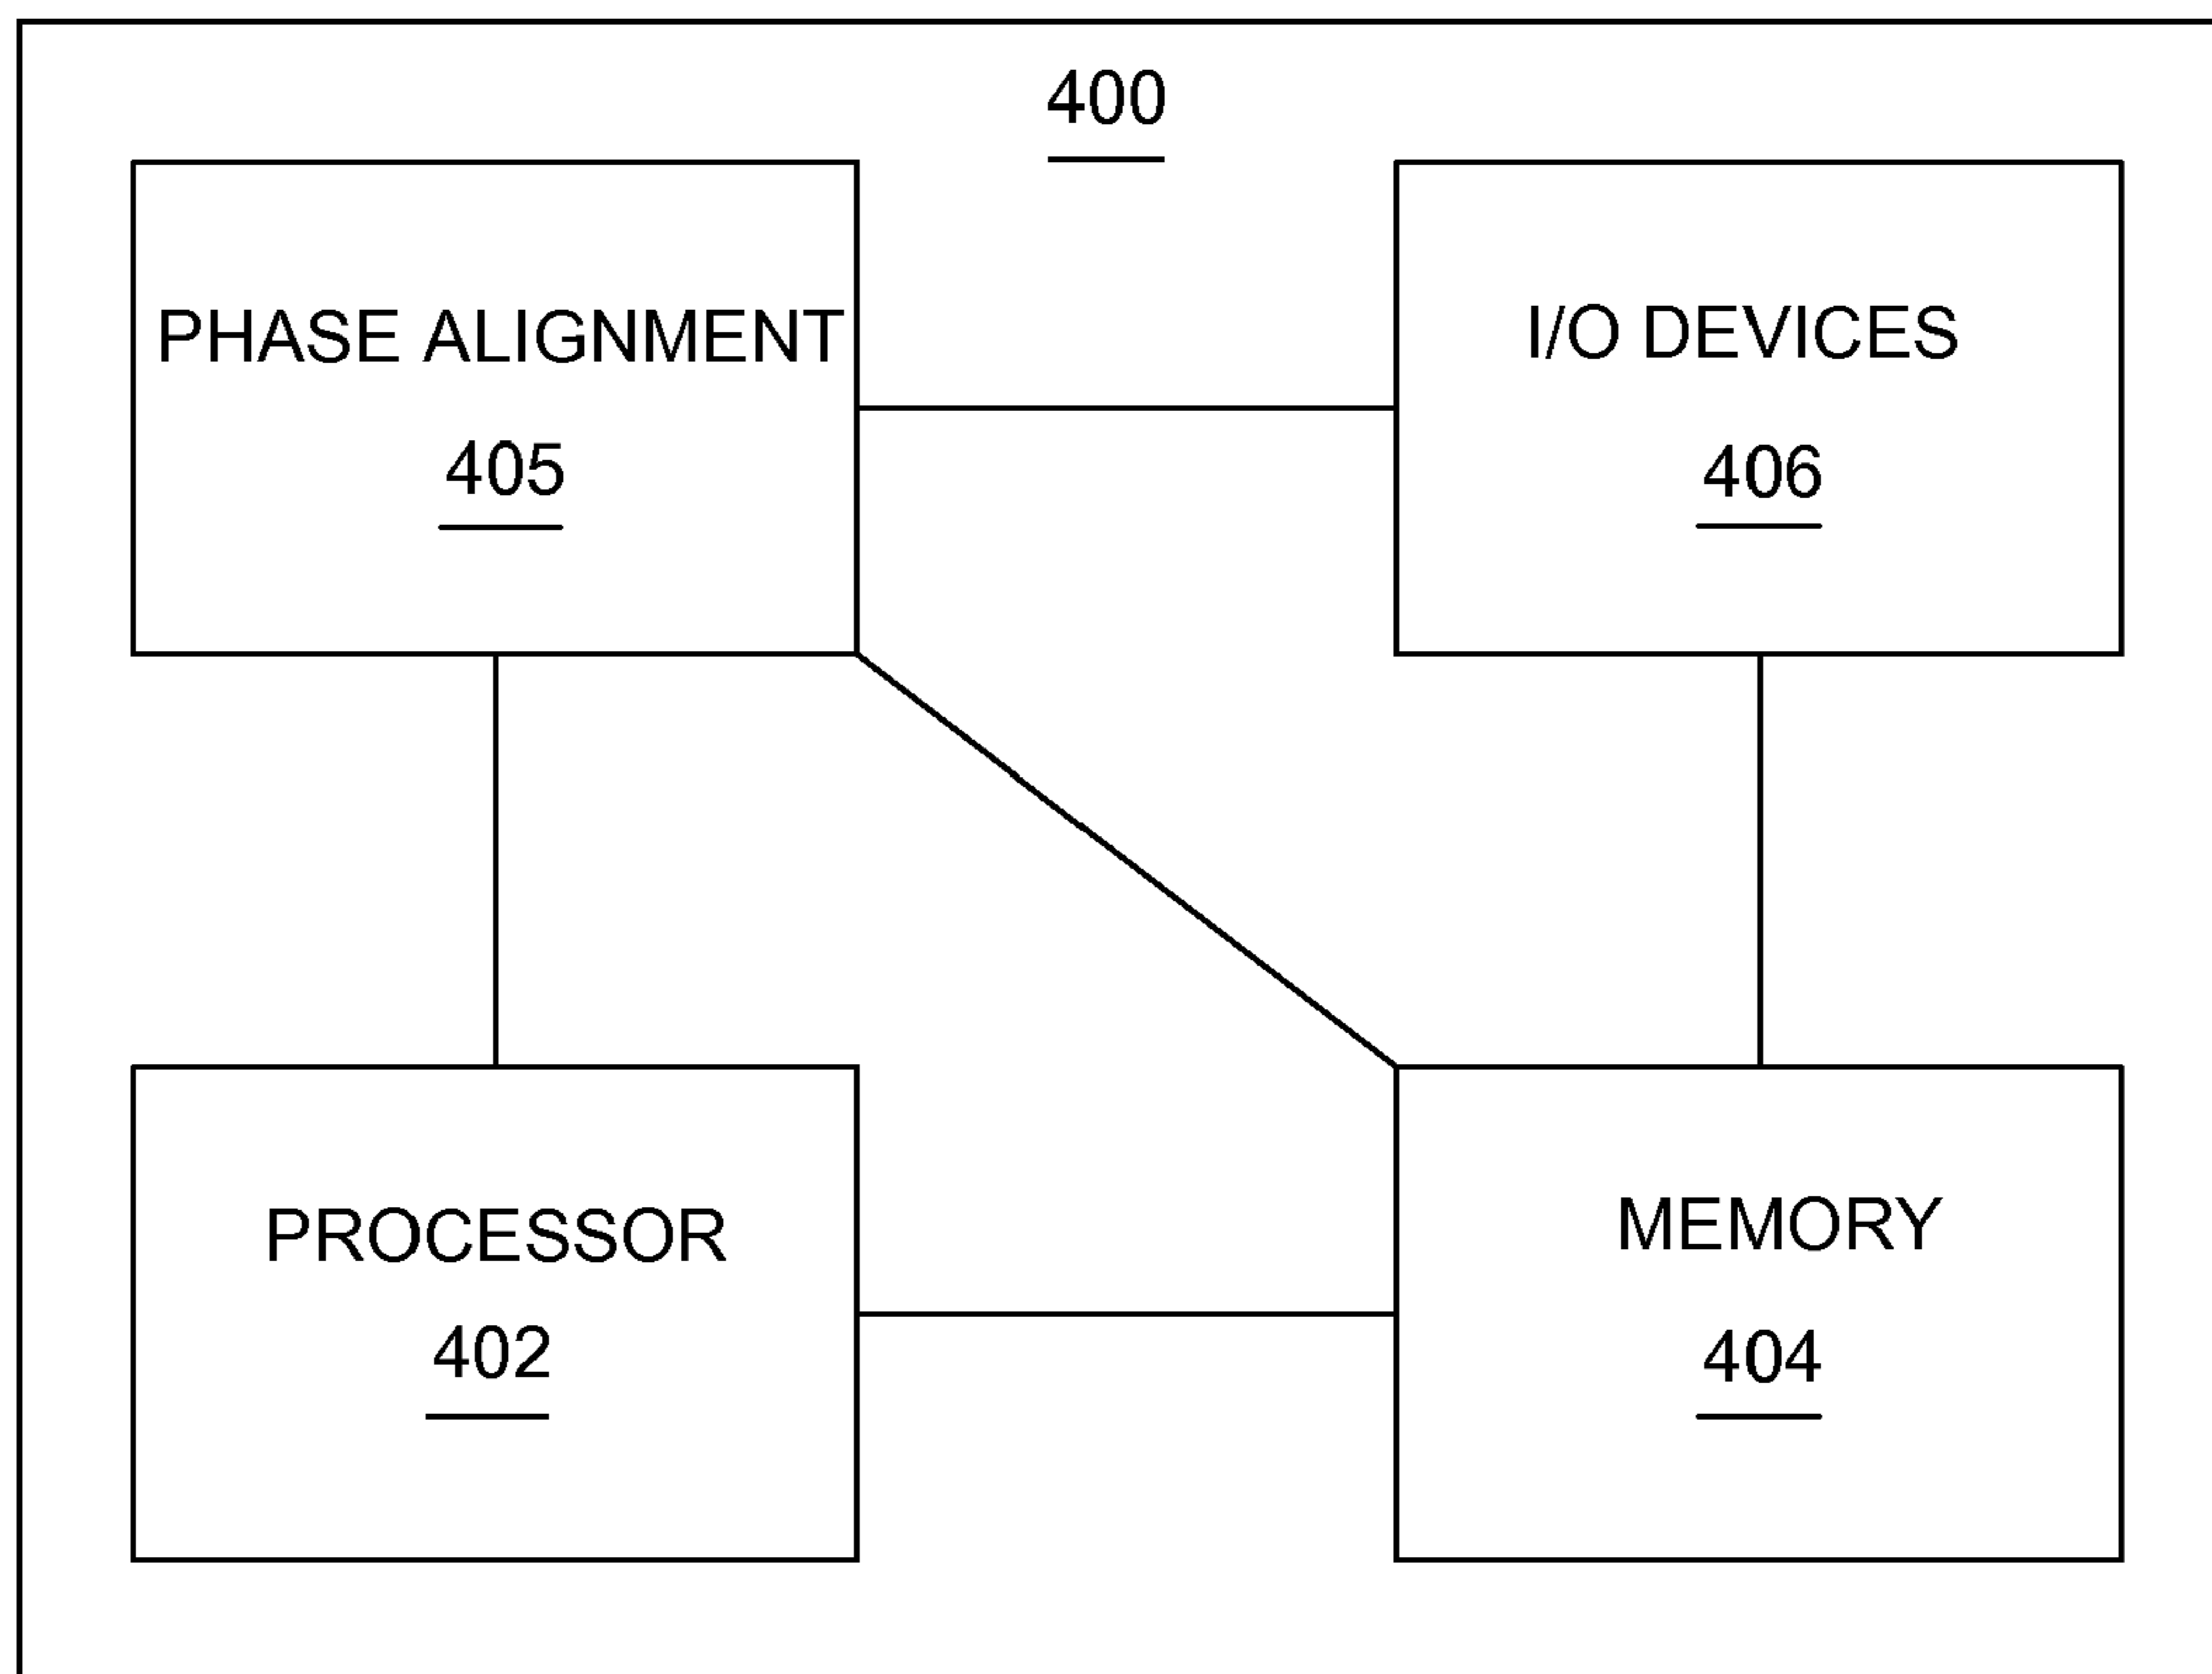 400
PHASE ALIGNMENT
405
I/O DEVICES
406
PROCESSOR
402
MEMORY
404